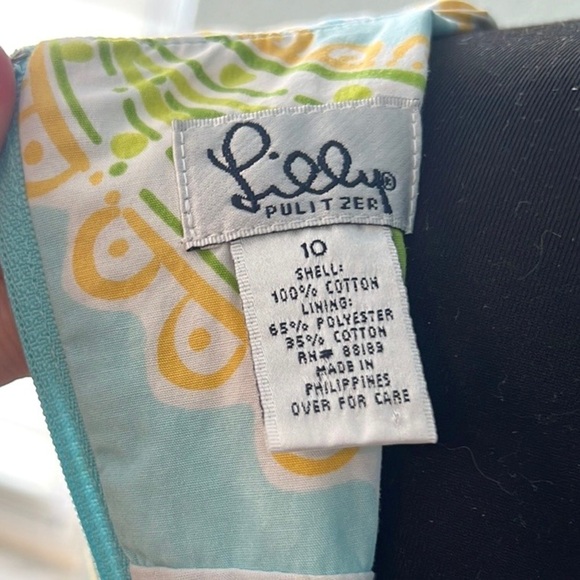 Lilly®
PULITZER
10
SHELL:
100% COTTON
LINING:
65% POLYESTER
35% COTTON
RN# 88189
MADE IN
PHILIPPINES
OVER FOR CARE